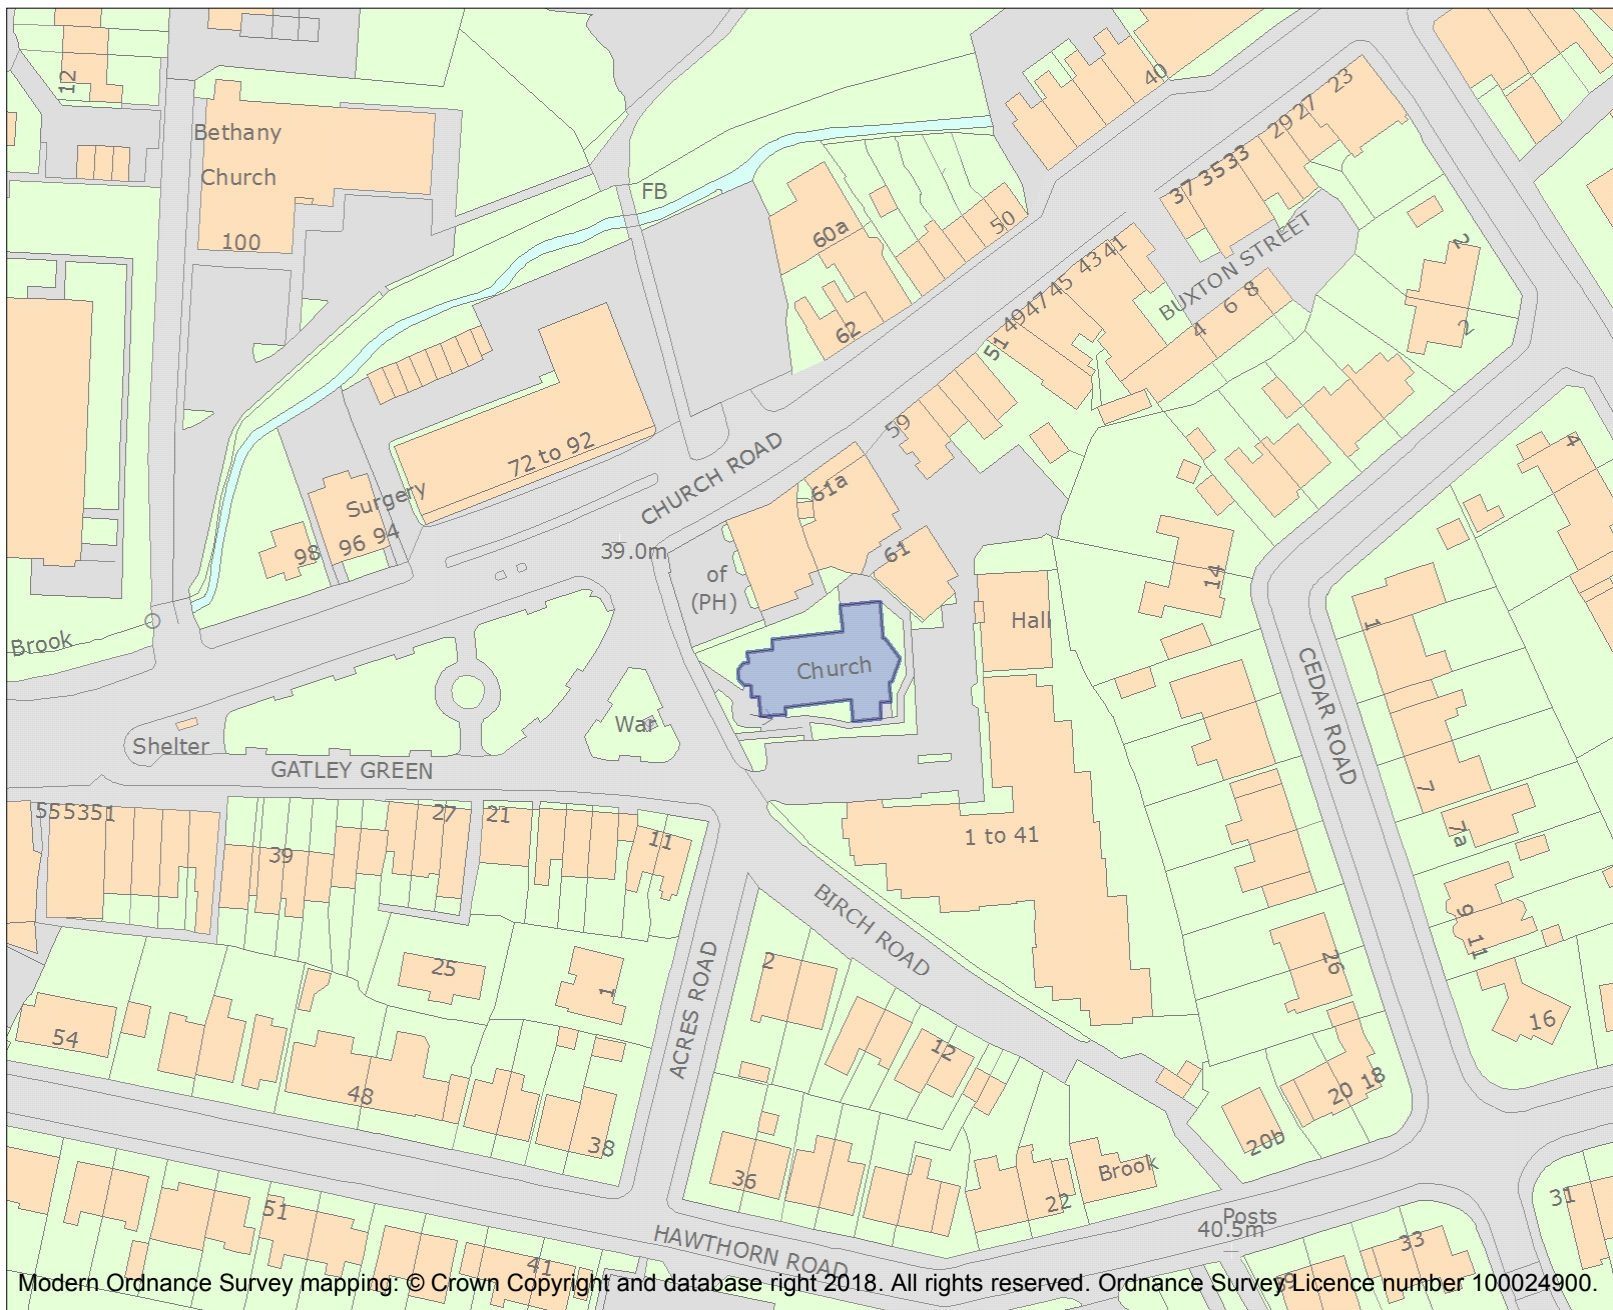 12
40
23
Bethany
Church
29 27
37 35 33
FB
100
60a
50
2
43 41
BUXTON STREET
8
6
4
2
49 47 45
62
51
59
4
72 to 92
CHURCH ROAD
61a
Surgery
98
96 94
39.0m
61
of
(PH)
14
Hall
1
Brook
Church
CEDAR ROAD
War
Shelter
GATLEY GREEN
555351
27
21
11
39
1 to 41
7
7a
BIRCH ROAD
9
11
2
25
1
26
ACRES ROAD
54
12
16
48
20 18
38
20b
36
Brook
22
51
Posts
40.5m
31
HAWTHORN ROAD
33
41
Modern Ordnance Survey mapping: © Crown Copyright and database right 2018. All rights reserved. Ordnance Survey Licence number 100024900.